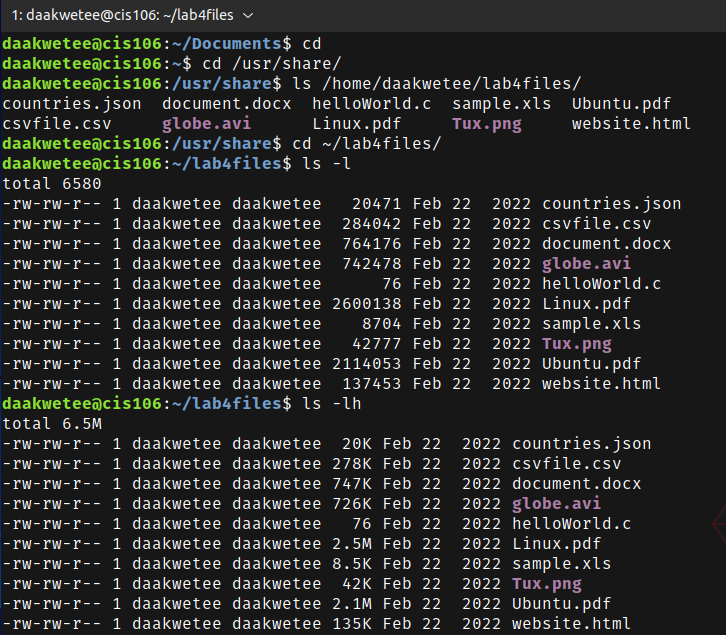 1: daakwetee@cis106: ~/lab4files
daakwetee@cis106:~/Documents$ cd
daakwetee@cis106:~$ cd /usr/share/
daakwetee@cis106:/usr/share$ ls /home/daakwetee/lab4files/
countries.json  document.docx  helloWorld.c  sample.xls  Ubuntu.pdf
csvfile.csv     globe.avi      Linux.pdf     Tux.png     website.html
daakwetee@cis106:/usr/share$ cd ~/lab4files/
daakwetee@cis106:~/lab4files$ ls -l
total 6580
-rw-rw-r-- 1 daakwetee daakwetee   20471 Feb 22  2022 countries.json
-rw-rw-r-- 1 daakwetee daakwetee  284042 Feb 22  2022 csvfile.csv
-rw-rw-r-- 1 daakwetee daakwetee  764176 Feb 22  2022 document.docx
-rw-rw-r-- 1 daakwetee daakwetee  742478 Feb 22  2022 globe.avi
-rw-rw-r-- 1 daakwetee daakwetee      76 Feb 22  2022 helloWorld.c
-rw-rw-r-- 1 daakwetee daakwetee 2600138 Feb 22  2022 Linux.pdf
-rw-rw-r-- 1 daakwetee daakwetee    8704 Feb 22  2022 sample.xls
-rw-rw-r-- 1 daakwetee daakwetee   42777 Feb 22  2022 Tux.png
-rw-rw-r-- 1 daakwetee daakwetee 2114053 Feb 22  2022 Ubuntu.pdf
-rw-rw-r-- 1 daakwetee daakwetee  137453 Feb 22  2022 website.html
daakwetee@cis106:~/lab4files$ ls -lh
total 6.5M
-rw-rw-r-- 1 daakwetee daakwetee  20K Feb 22  2022 countries.json
-rw-rw-r-- 1 daakwetee daakwetee 278K Feb 22  2022 csvfile.csv
-rw-rw-r-- 1 daakwetee daakwetee 747K Feb 22  2022 document.docx
-rw-rw-r-- 1 daakwetee daakwetee 726K Feb 22  2022 globe.avi
-rw-rw-r-- 1 daakwetee daakwetee   76 Feb 22  2022 helloWorld.c
-rw-rw-r-- 1 daakwetee daakwetee 2.5M Feb 22  2022 Linux.pdf
-rw-rw-r-- 1 daakwetee daakwetee 8.5K Feb 22  2022 sample.xls
-rw-rw-r-- 1 daakwetee daakwetee  42K Feb 22  2022 Tux.png
-rw-rw-r-- 1 daakwetee daakwetee 2.1M Feb 22  2022 Ubuntu.pdf
-rw-rw-r-- 1 daakwetee daakwetee 135K Feb 22  2022 website.html